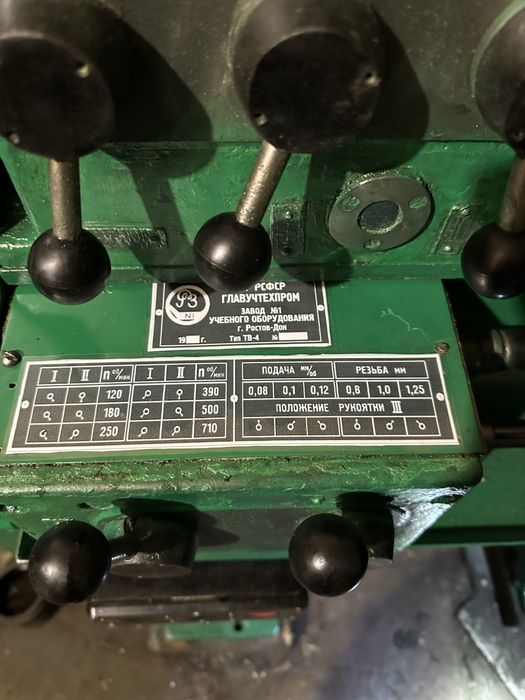 РСФСР
ГЛАВУЧТЕХПРОМ
УЗ
N1
ЗАВОД №1
УЧЕБНОГО ОБОРУДОВАНИЯ
г. Ростов-Дон
19 г. Тип ТВ-4 №
I II n об/мин I II n об/мин
120 390
180 500
250 710
ПОДАЧА мм/об РЕЗЬБА мм
0,08 0,1 0,12 0,8 1,0 1,25
ПОЛОЖЕНИЕ РУКОЯТКИ III